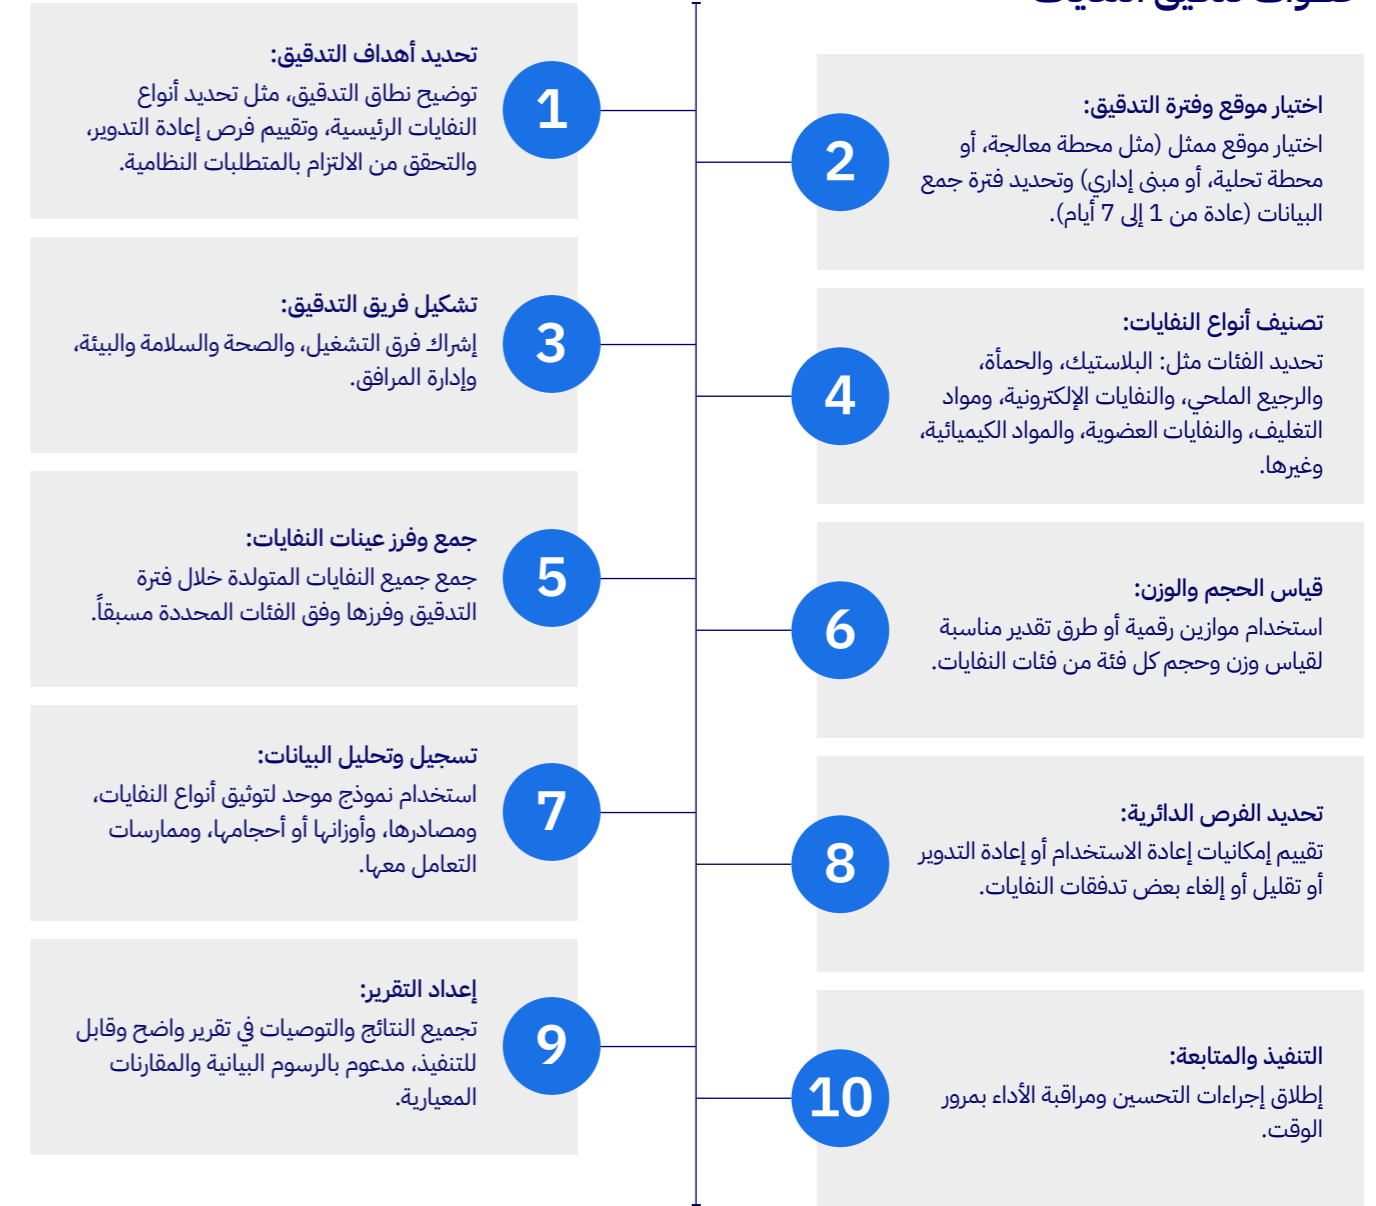 خطوات تدقيق النفايات
1
تحديد أهداف التدقيق:
توضيح نطاق التدقيق، مثل تحديد أنواع
النفايات الرئيسية، وتقييم فرص إعادة التدوير،
والتحقق من الالتزام بالمتطلبات النظامية.
2
اختيار موقع وفترة التدقيق:
اختيار موقع ممثل (مثل محطة معالجة، أو
محطة تحلية، أو مبنى إداري) وتحديد فترة جمع
البيانات (عادة من 1 إلى 7 أيام).
3
تشكيل فريق التدقيق:
إشراك فرق التشغيل، والصحة والسلامة والبيئة،
وإدارة المرافق.
4
تصنيف أنواع النفايات:
تحديد الفئات مثل: البلاستيك، والحمأة،
والرجيع الملحي، والنفايات الإلكترونية، ومواد
التغليف، والنفايات العضوية، والمواد الكيميائية،
وغيرها.
5
جمع وفرز عينات النفايات:
جمع جميع النفايات المتولدة خلال فترة
التدقيق وفرزها وفق الفئات المحددة مسبقاً.
6
قياس الحجم والوزن:
استخدام موازين رقمية أو طرق تقدير مناسبة
لقياس وزن وحجم كل فئة من فئات النفايات.
7
تسجيل وتحليل البيانات:
استخدام نموذج موحد لتوثيق أنواع النفايات،
ومصادرها، وأوزانها أو أحجامها، وممارسات
التعامل معها.
8
تحديد الفرص الدائرية:
تقييم إمكانيات إعادة الاستخدام أو إعادة التدوير
أو تقليل أو إلغاء بعض تدفقات النفايات.
9
إعداد التقرير:
تجميع النتائج والتوصيات في تقرير واضح وقابل
للتنفيذ، مدعوم بالرسوم البيانية والمقارنات
المعيارية.
10
التنفيذ والمتابعة:
إطلاق إجراءات التحسين ومراقبة الأداء بمرور
الوقت.